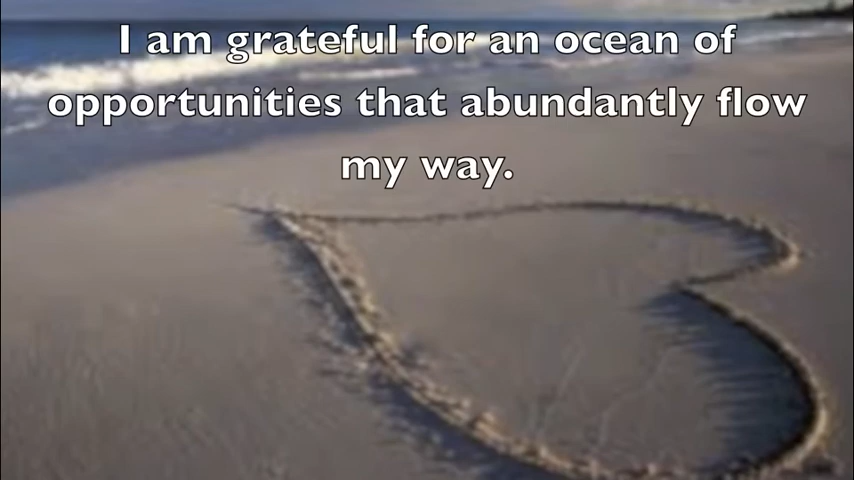 I am grateful for an ocean of
opportunities that abundantly flow
my way.